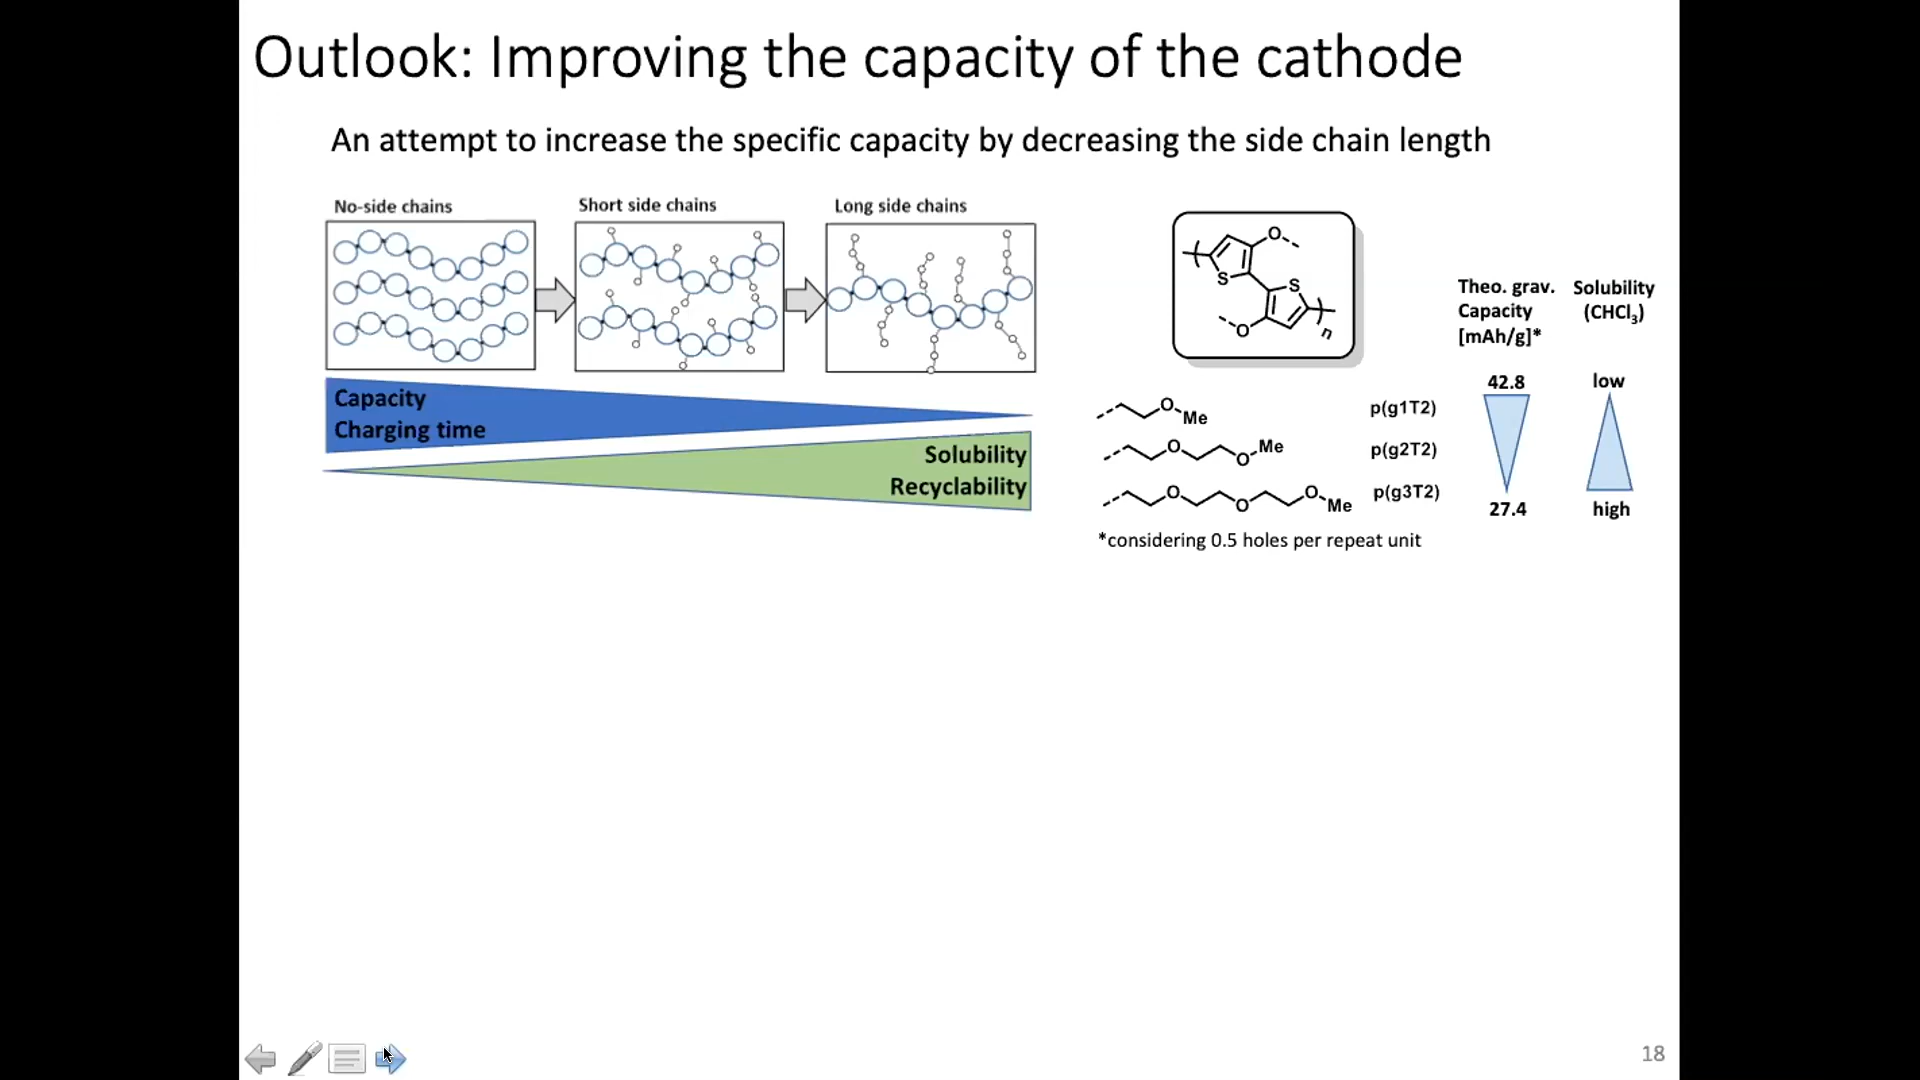 Outlook: Improving the capacity of the cathode
An attempt to increase the specific capacity by decreasing the side chain length
No-side chains
Short side chains
Long side chains
Capacity
Charging time
Solubility
Recyclability
O
S
S
O
n
Theo. grav.
Capacity
[mAh/g]*
Solubility
(CHCl3)
42.8
low
O Me
p(g1T2)
O O Me
p(g2T2)
O O O Me
p(g3T2)
27.4
high
*considering 0.5 holes per repeat unit
18